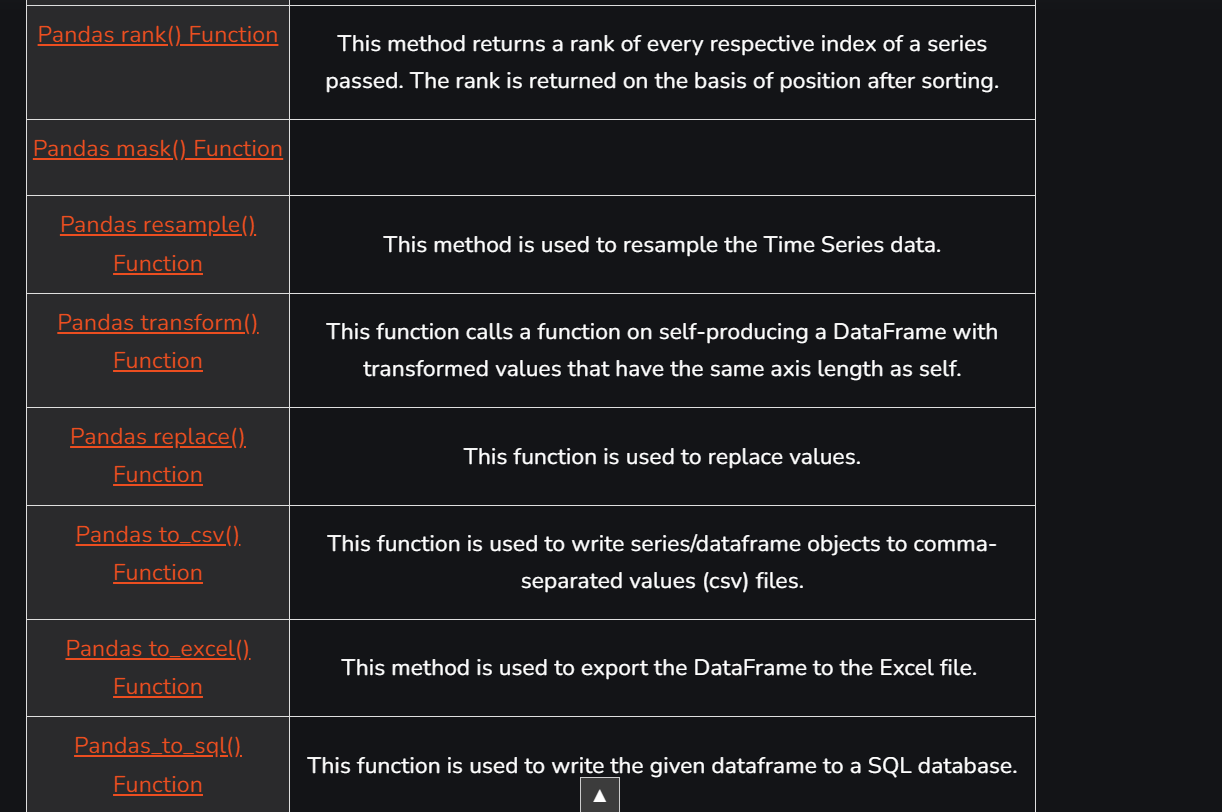 Pandas rank() Function
This method returns a rank of every respective index of a series
passed. The rank is returned on the basis of position after sorting.
Pandas mask() Function
Pandas resample()
Function
This method is used to resample the Time Series data.
Pandas transform()
Function
This function calls a function on self-producing a DataFrame with
transformed values that have the same axis length as self.
Pandas replace()
Function
This function is used to replace values.
Pandas to_csv()
Function
This function is used to write series/dataframe objects to comma-
separated values (csv) files.
Pandas to_excel()
Function
This method is used to export the DataFrame to the Excel file.
Pandas_to_sql()
Function
This function is used to write the given dataframe to a SQL database.